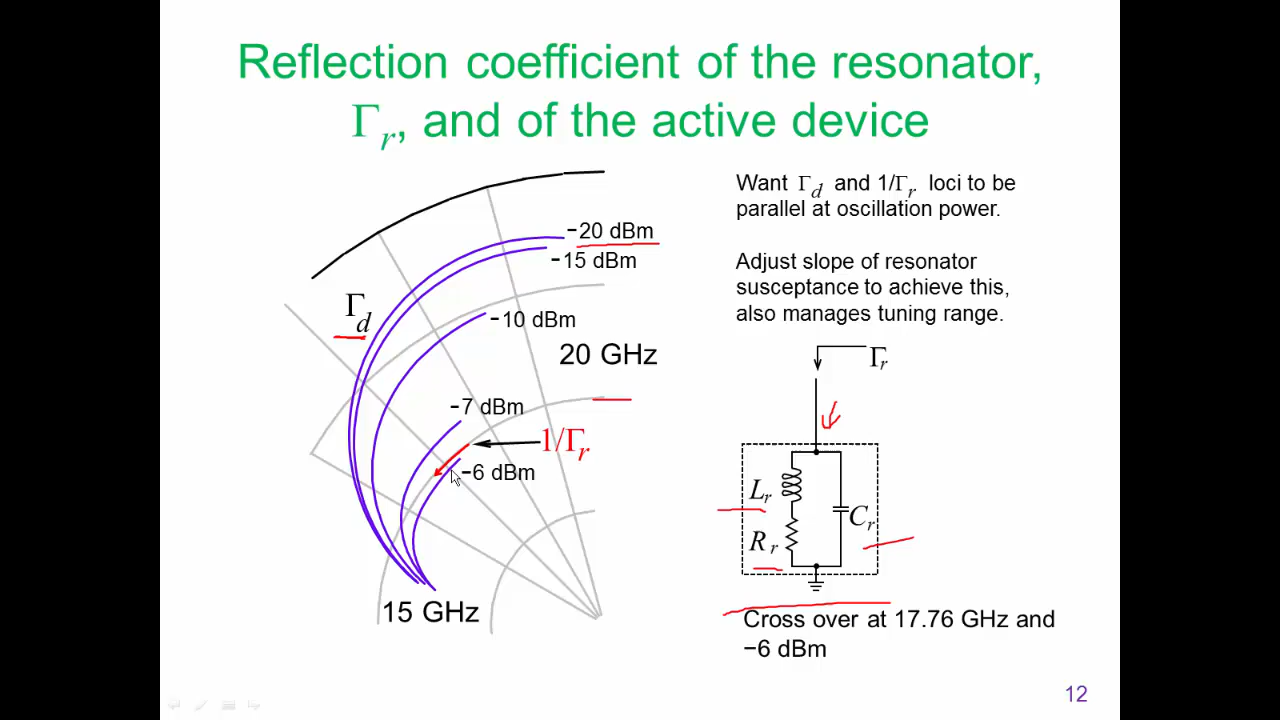 Reflection coefficient of the resonator,
Γr, and of the active device
Want Γd and 1/Γr loci to be
parallel at oscillation power.
Adjust slope of resonator
susceptance to achieve this,
also manages tuning range.
−20 dBm
−15 dBm
Γd
−10 dBm
20 GHz
−7 dBm
1/Γr
−6 dBm
15 GHz
Γr
Lr
Cr
Rr
Cross over at 17.76 GHz and
−6 dBm
12